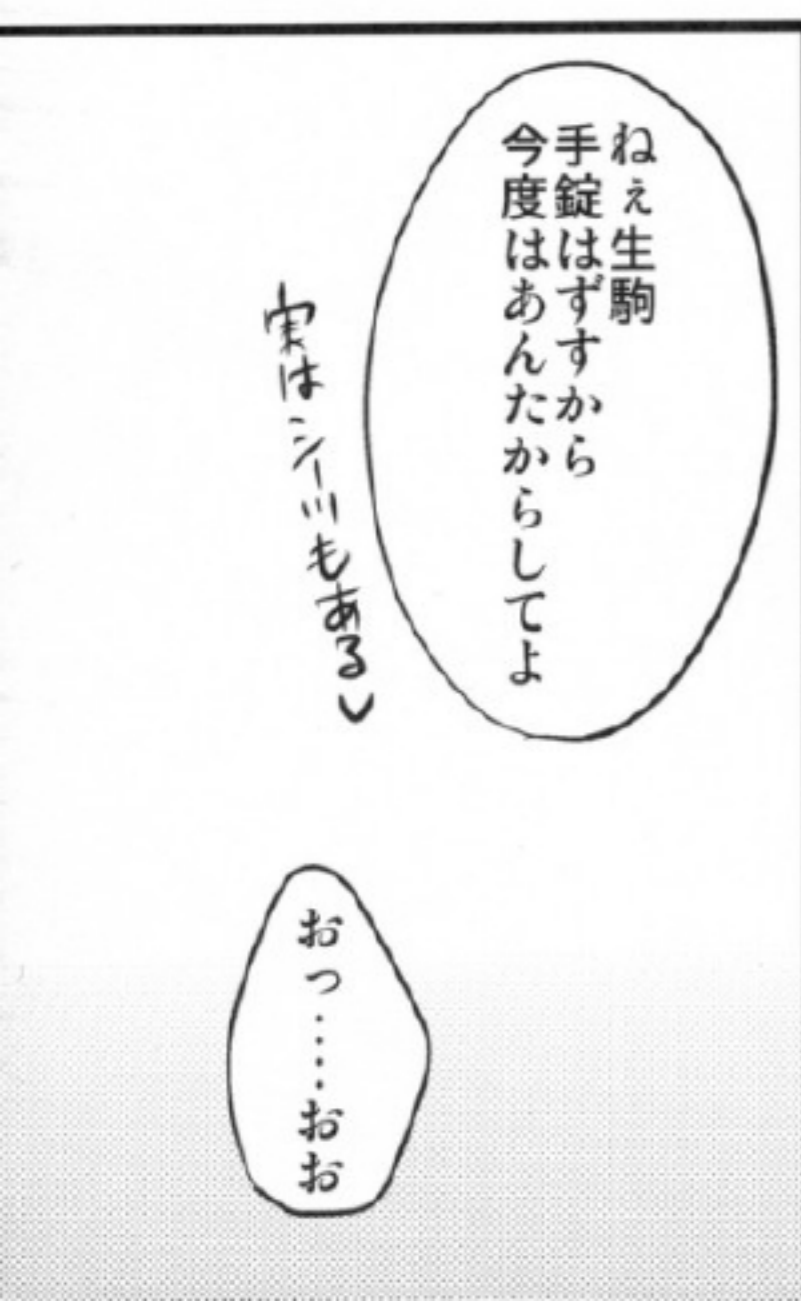 ねぇ生駒
手錠はずすから
今度はあんたからしてよ
実はシールもある♡
おっ……おお